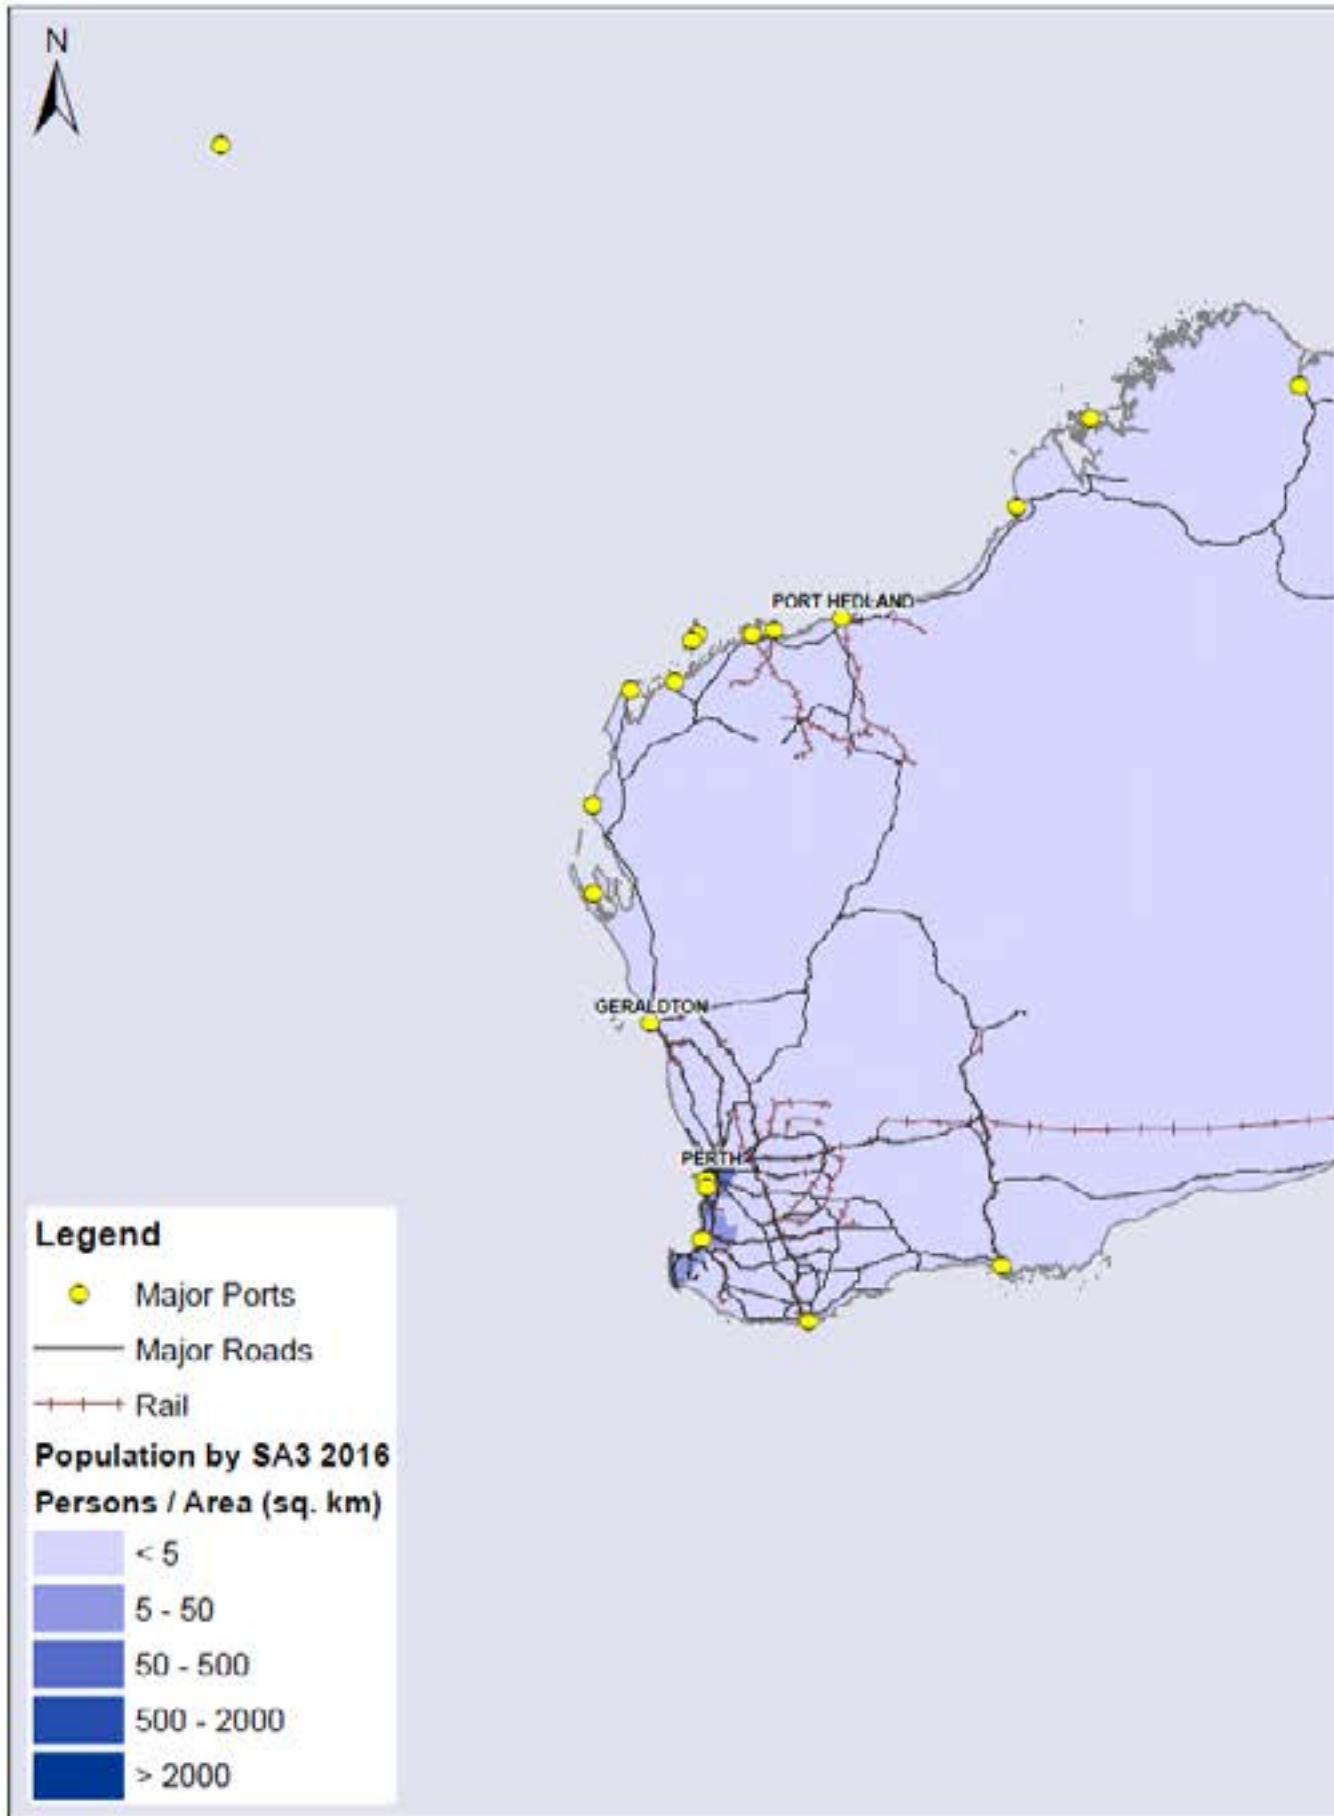 N
PORT HEDLAND
GERALDTON
PERTH
Legend
Major Ports
Major Roads
Rail
Population by SA3 2016
Persons / Area (sq. km)
< 5
5 - 50
50 - 500
500 - 2000
> 2000